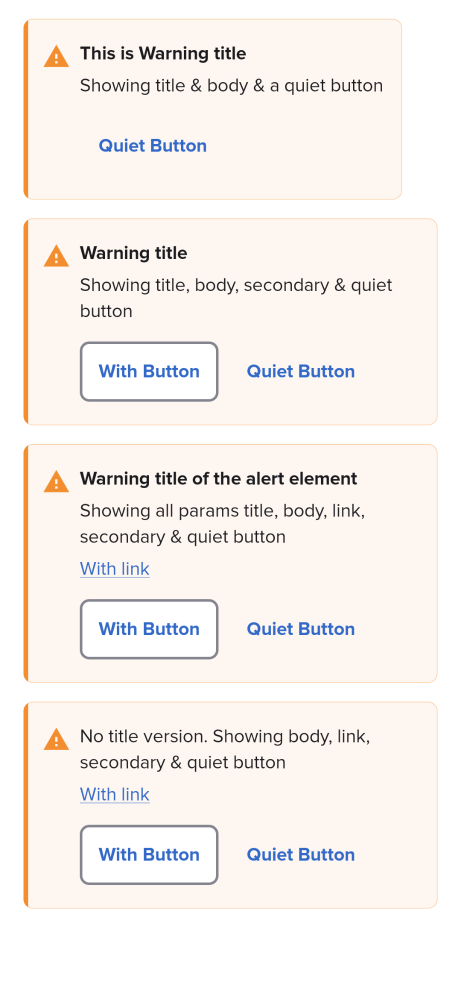 This is Warning title
Showing title & body & a quiet button
Quiet Button
Warning title
Showing title, body, secondary & quiet
button
With Button
Quiet Button
Warning title of the alert element
Showing all params title, body, link,
secondary & quiet button
With link
With Button
Quiet Button
No title version. Showing body, link,
secondary & quiet button
With link
With Button
Quiet Button